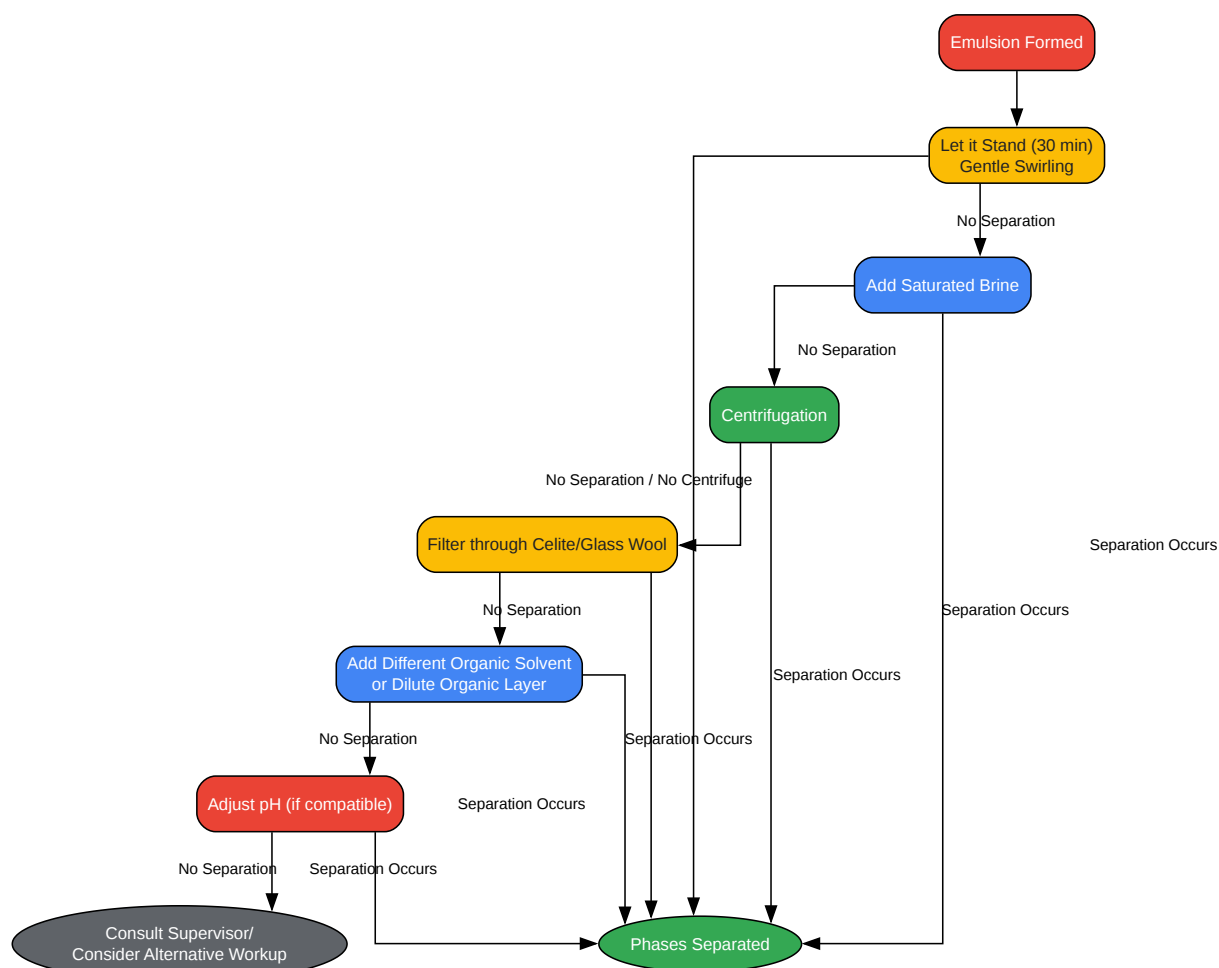 Emulsion Formed
Let it Stand (30 min)
Gentle Swirling
No Separation
Add Saturated Brine
No Separation
Centrifugation
No Separation / No Centrifuge
Filter through Celite/Glass Wool
Separation Occurs
No Separation
Separation Occurs
Add Different Organic Solvent
or Dilute Organic Layer
Separation Occurs
No Separation
Separation Occurs
Adjust pH (if compatible)
Separation Occurs
No Separation
Separation Occurs
Consult Supervisor/
Consider Alternative Workup
Phases Separated